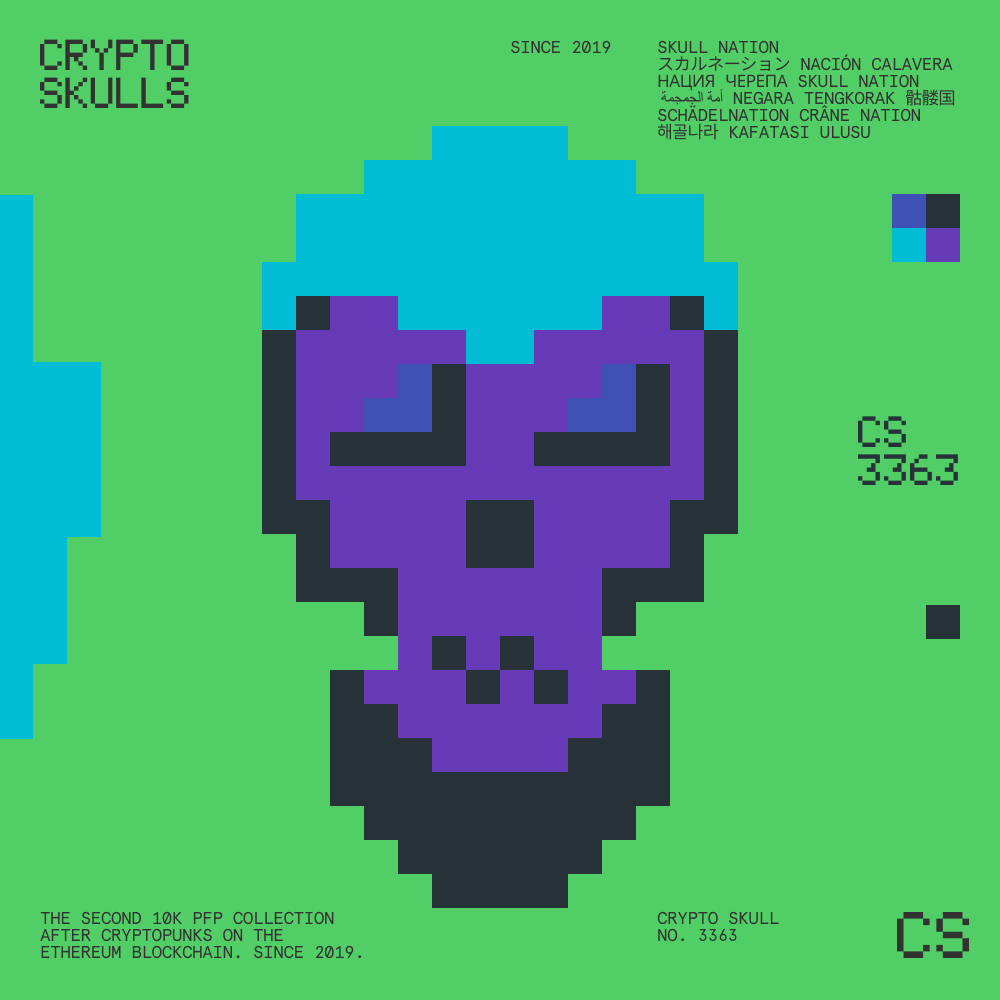 CRYPTO
SKULLS
SINCE 2019
SKULL NATION
スカルネーション NACIÓN CALAVERA
НАЦИЯ ЧЕРЕПА SKULL NATION
أمة الجمجمة NEGARA TENGKORAK 骷髅国
SCHÄDELNATION CRÂNE NATION
해골나라 KAFATASI ULUSU
CS
3363
THE SECOND 10K PFP COLLECTION
AFTER CRYPTOPUNKS ON THE
ETHEREUM BLOCKCHAIN. SINCE 2019.
CRYPTO SKULL
NO. 3363
CS